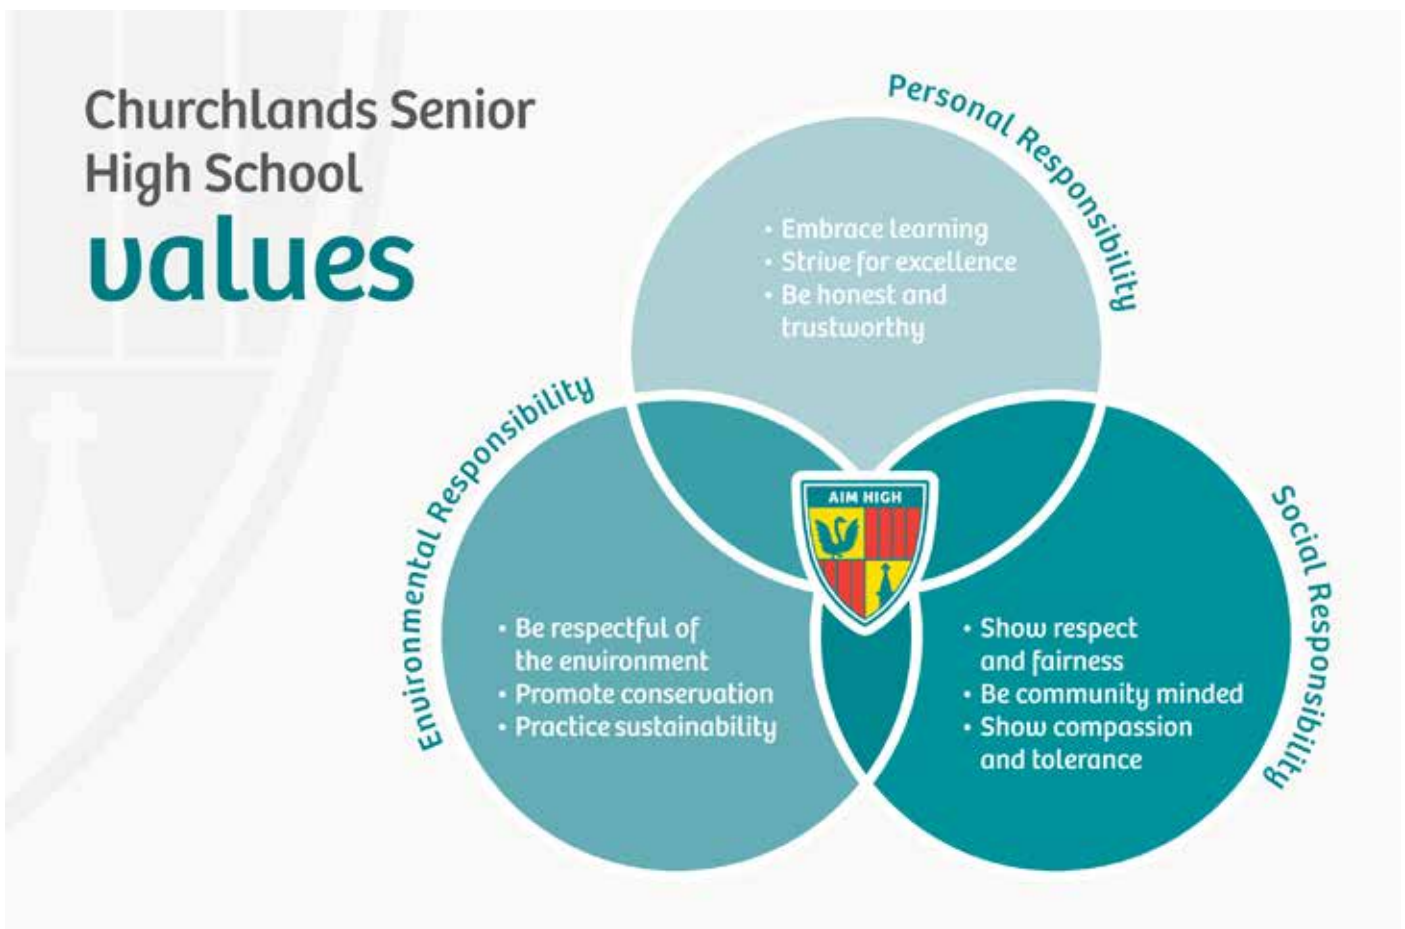 Churchlands Senior
High School
values
Personal Responsibility
• Embrace learning
• Strive for excellence
• Be honest and
trustworthy
Environmental Responsibility
• Be respectful of
the environment
• Promote conservation
• Practice sustainability
AIM HIGH
Social Responsibility
• Show respect
and fairness
• Be community minded
• Show compassion
and tolerance